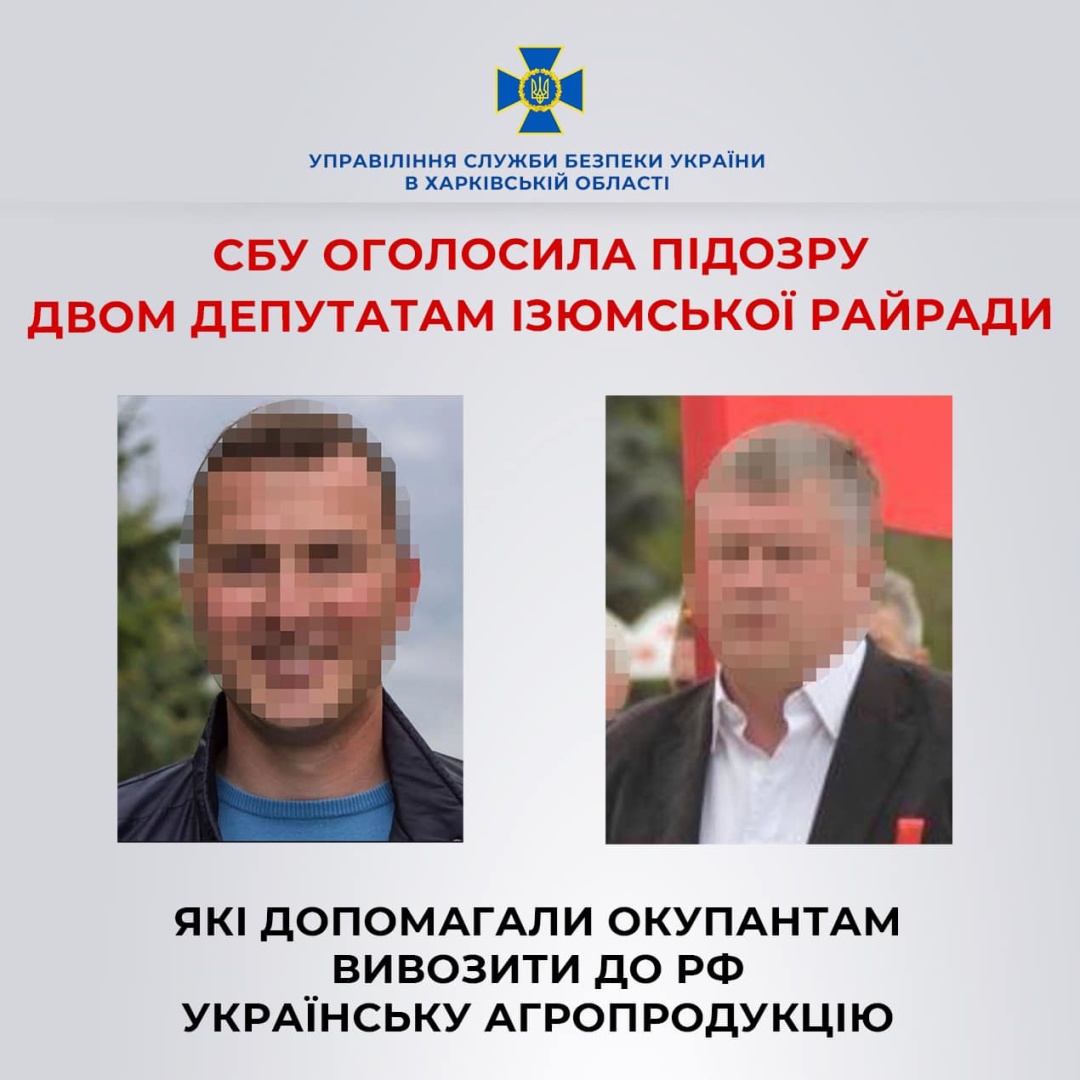 УПРАВІЛІННЯ СЛУЖБИ БЕЗПЕКИ УКРАЇНИ
В ХАРКІВСЬКІЙ ОБЛАСТІ
СБУ ОГОЛОСИЛА ПІДОЗРУ
ДВОМ ДЕПУТАТАМ ІЗЮМСЬКОЇ РАЙРАДИ
ЯКІ ДОПОМАГАЛИ ОКУПАНТАМ
ВИВОЗИТИ ДО РФ
УКРАЇНСЬКУ АГРОПРОДУКЦІЮ